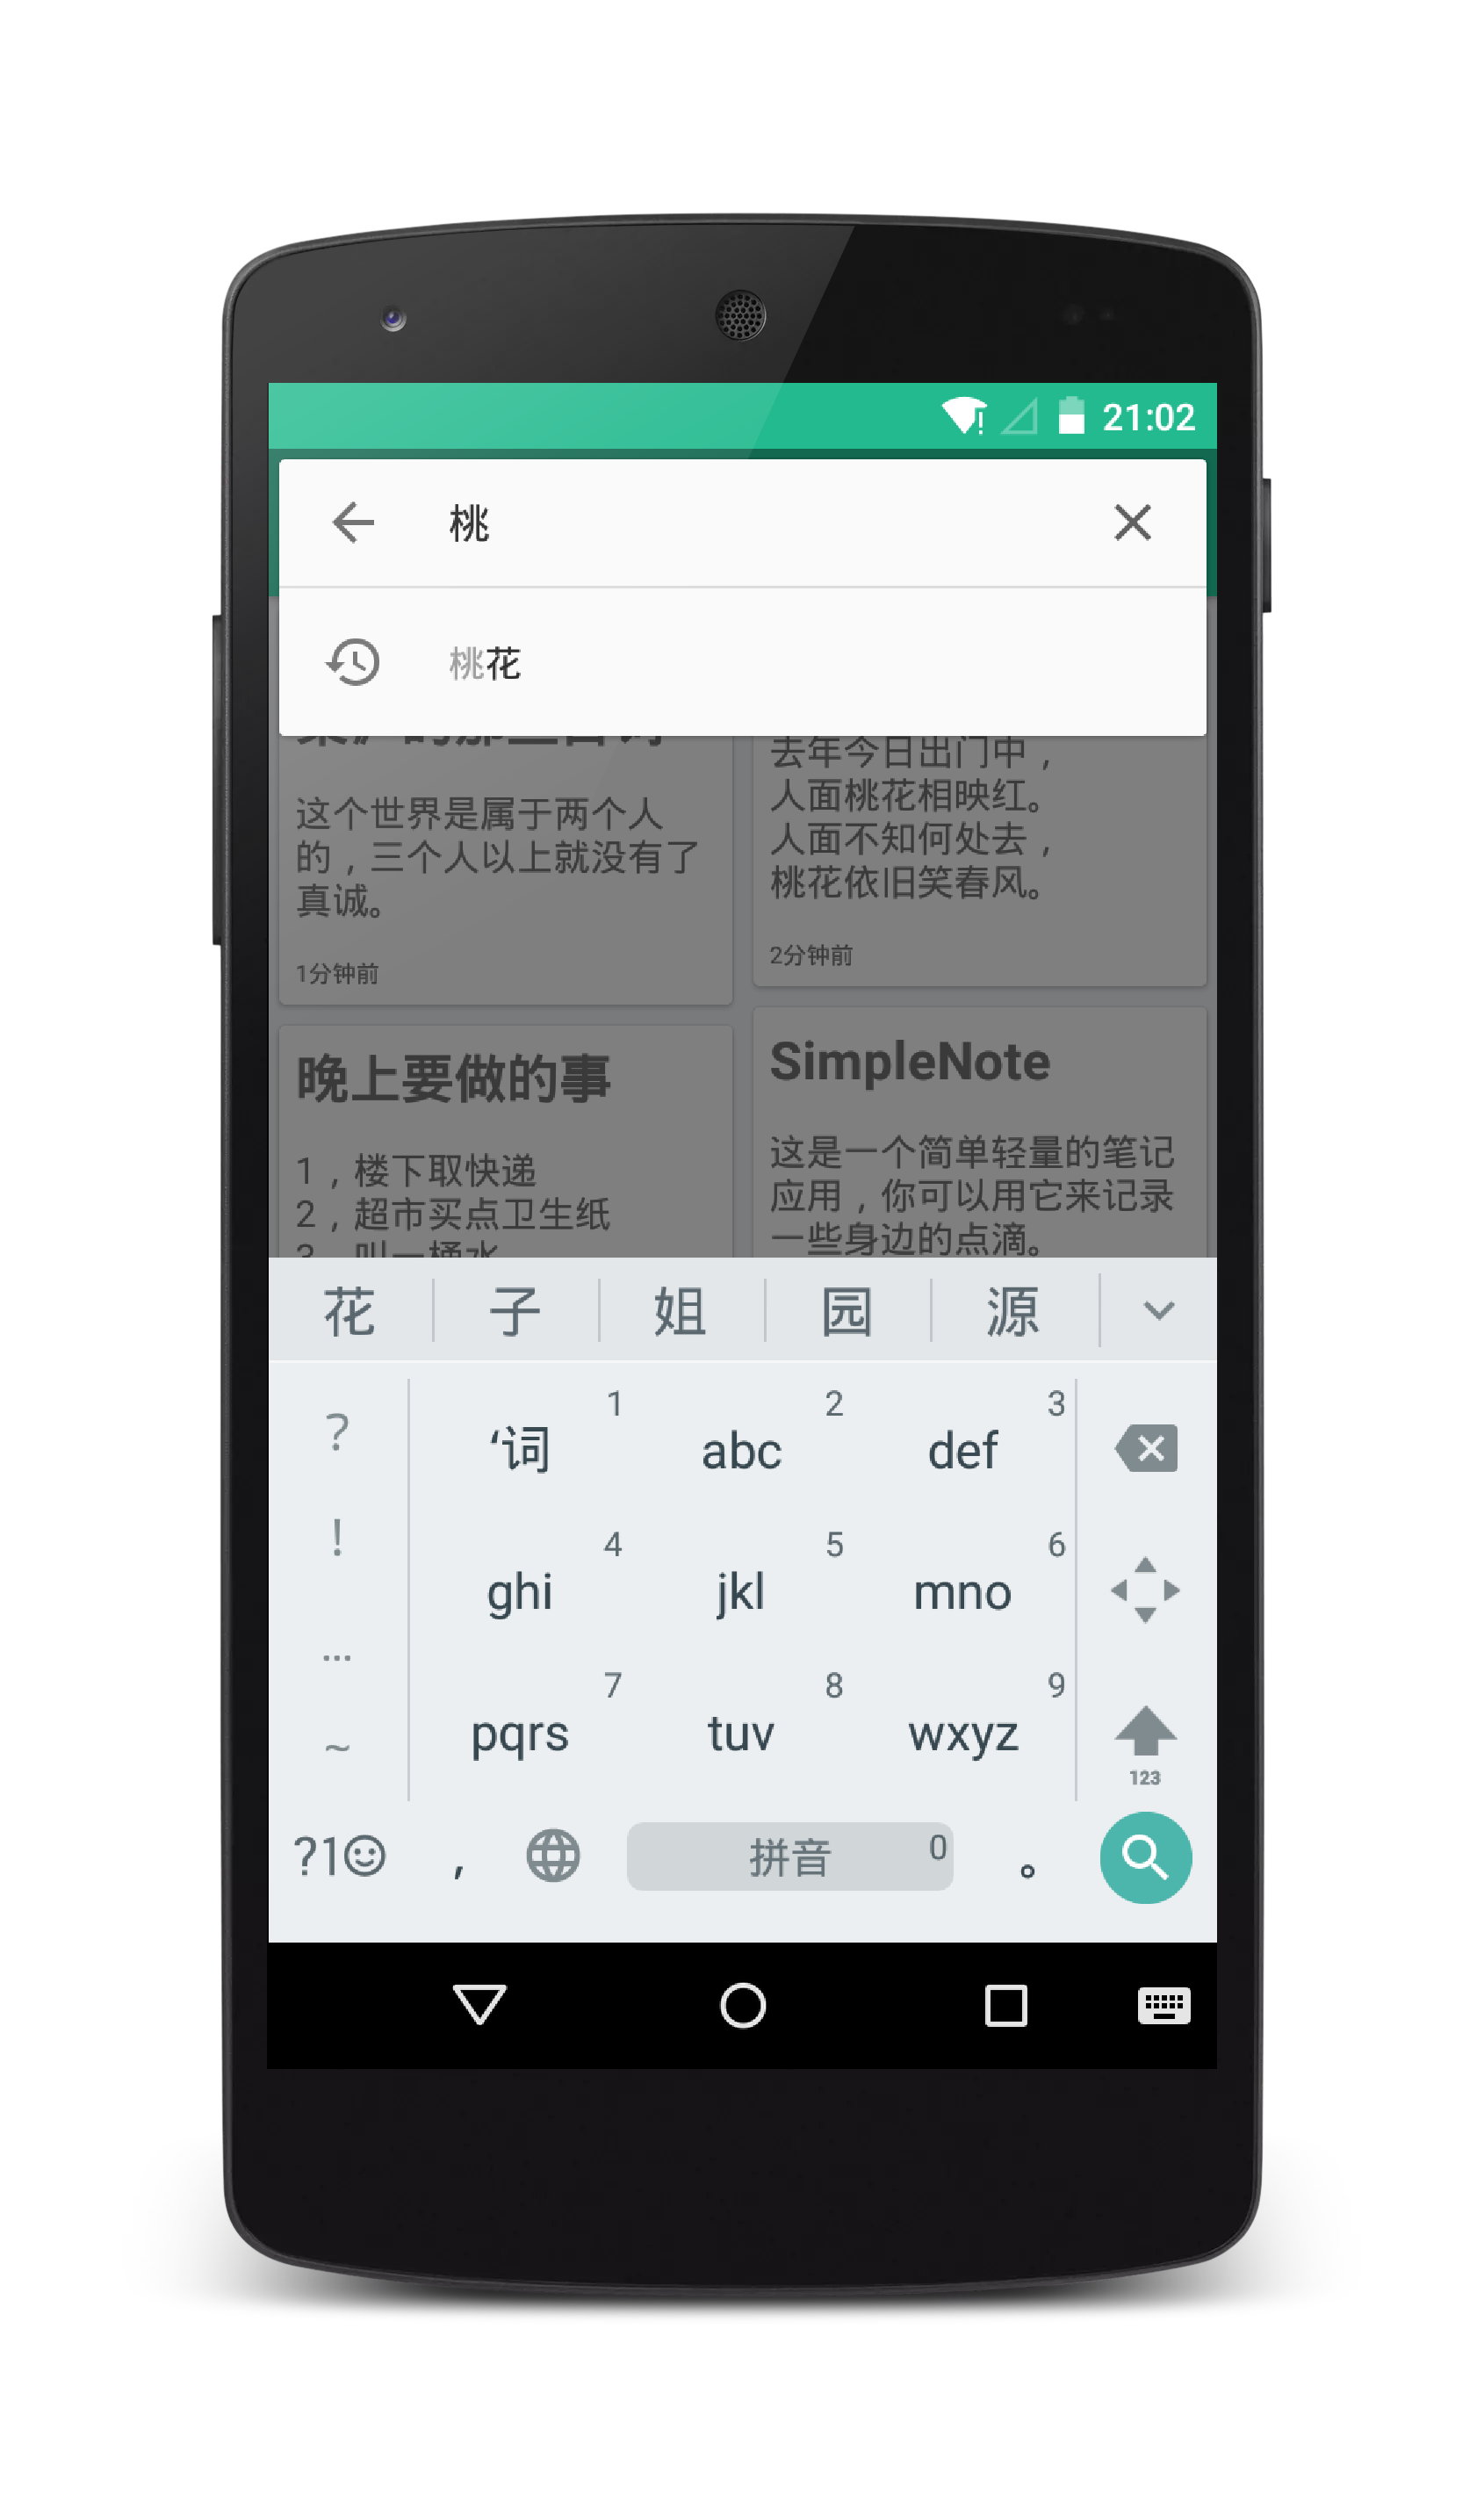 21:02
桃
桃花
去年今日出门中，
人面桃花相映红。
人面不知何处去，
桃花依旧笑春风。
2分钟前
这个世界是属于两个人
的，三个人以上就没有了
真诚。
1分钟前
晚上要做的事
1，楼下取快递
2，超市买点卫生纸
SimpleNote
这是一个简单轻量的笔记
应用，你可以用它来记录
一些身边的点滴。
花 子 姐 园 源
? ‘词 1 abc 2 def 3
! ghi 4 jkl 5 mno 6
... pqrs 7 tuv 8 wxyz 9
~ 123
?1☺ , 拼音 0 。